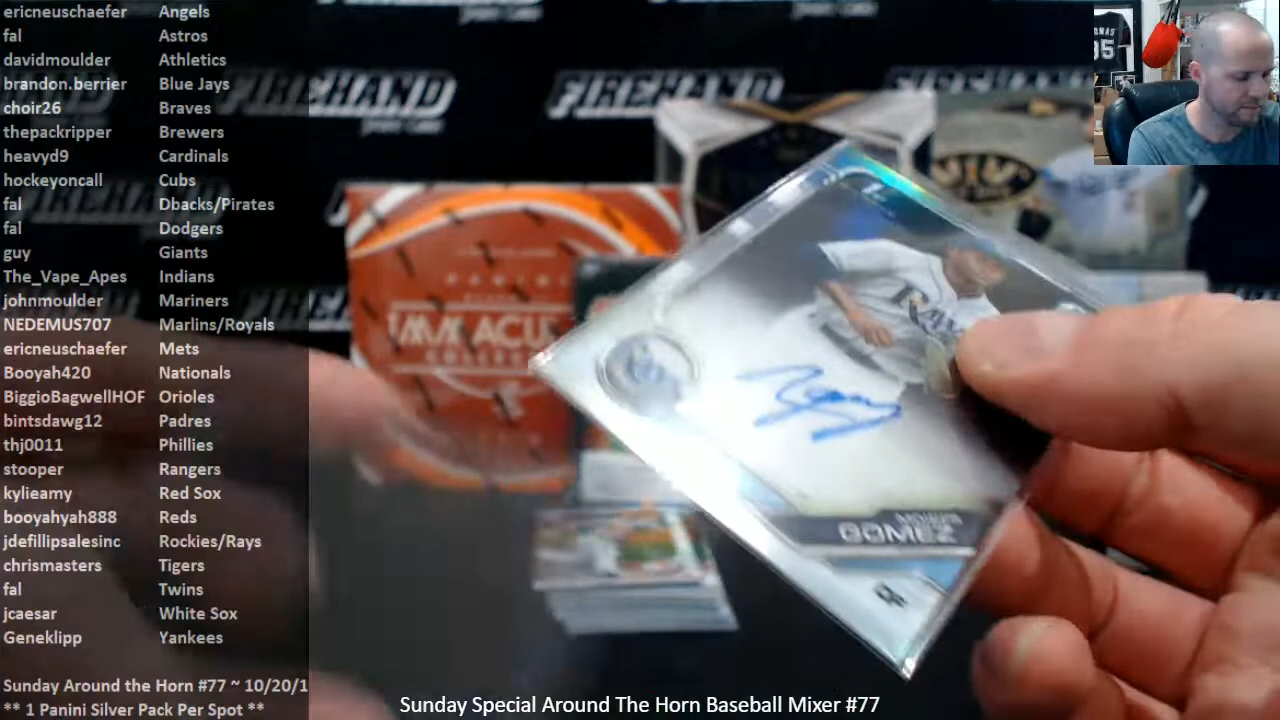 ericneuschaefer Angels
fal Astros
davidmoulder Athletics
brandon.berrier Blue Jays
choir26 Braves
thepackripper Brewers
heavyd9 Cardinals
hockeyoncall Cubs
fal Dbacks/Pirates
fal Dodgers
guy Giants
The_Vape_Apes Indians
johnmoulder Mariners
NEDEMUS707 Marlins/Royals
ericneuschaefer Mets
Booyah420 Nationals
BiggioBagwellHOF Orioles
bintsdawg12 Padres
thj0011 Phillies
stooper Rangers
kylieamy Red Sox
booyahyah888 Reds
jdefillipsalesinc Rockies/Rays
chrismasters Tigers
fal Twins
jcaesar White Sox
Geneklipp Yankees
Sunday Around the Horn #77 ~ 10/20/1
** 1 Panini Silver Pack Per Spot **
FIREHAND
FIREHAND
PANINI
IMMACU
COLLECT
RAYS
GOMEZ
Sunday Special Around The Horn Baseball Mixer #77